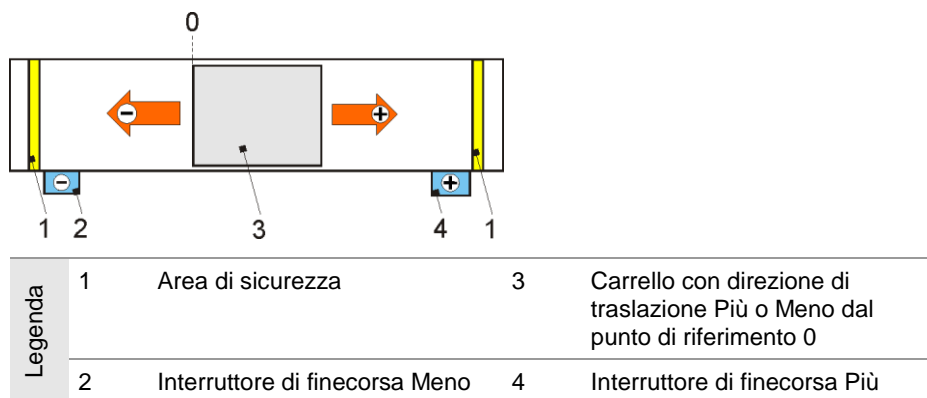 0
− +
− +
1 2 3 4 1
Legenda
1 Area di sicurezza 3 Carrello con direzione di
traslazione Più o Meno dal
punto di riferimento 0
2 Interruttore di finecorsa Meno 4 Interruttore di finecorsa Più